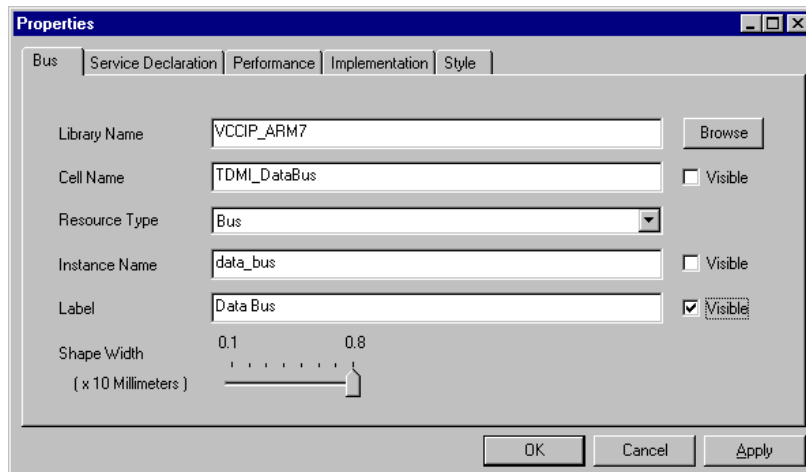 Properties
Bus Service Declaration Performance Implementation Style
Library Name VCCIP_ARM7 Browse
Cell Name TDMI_DataBus Visible
Resource Type Bus
Instance Name data_bus Visible
Label Data Bus Visible
0.1 0.8
Shape Width
( x 10 Millimeters )
OK Cancel Apply